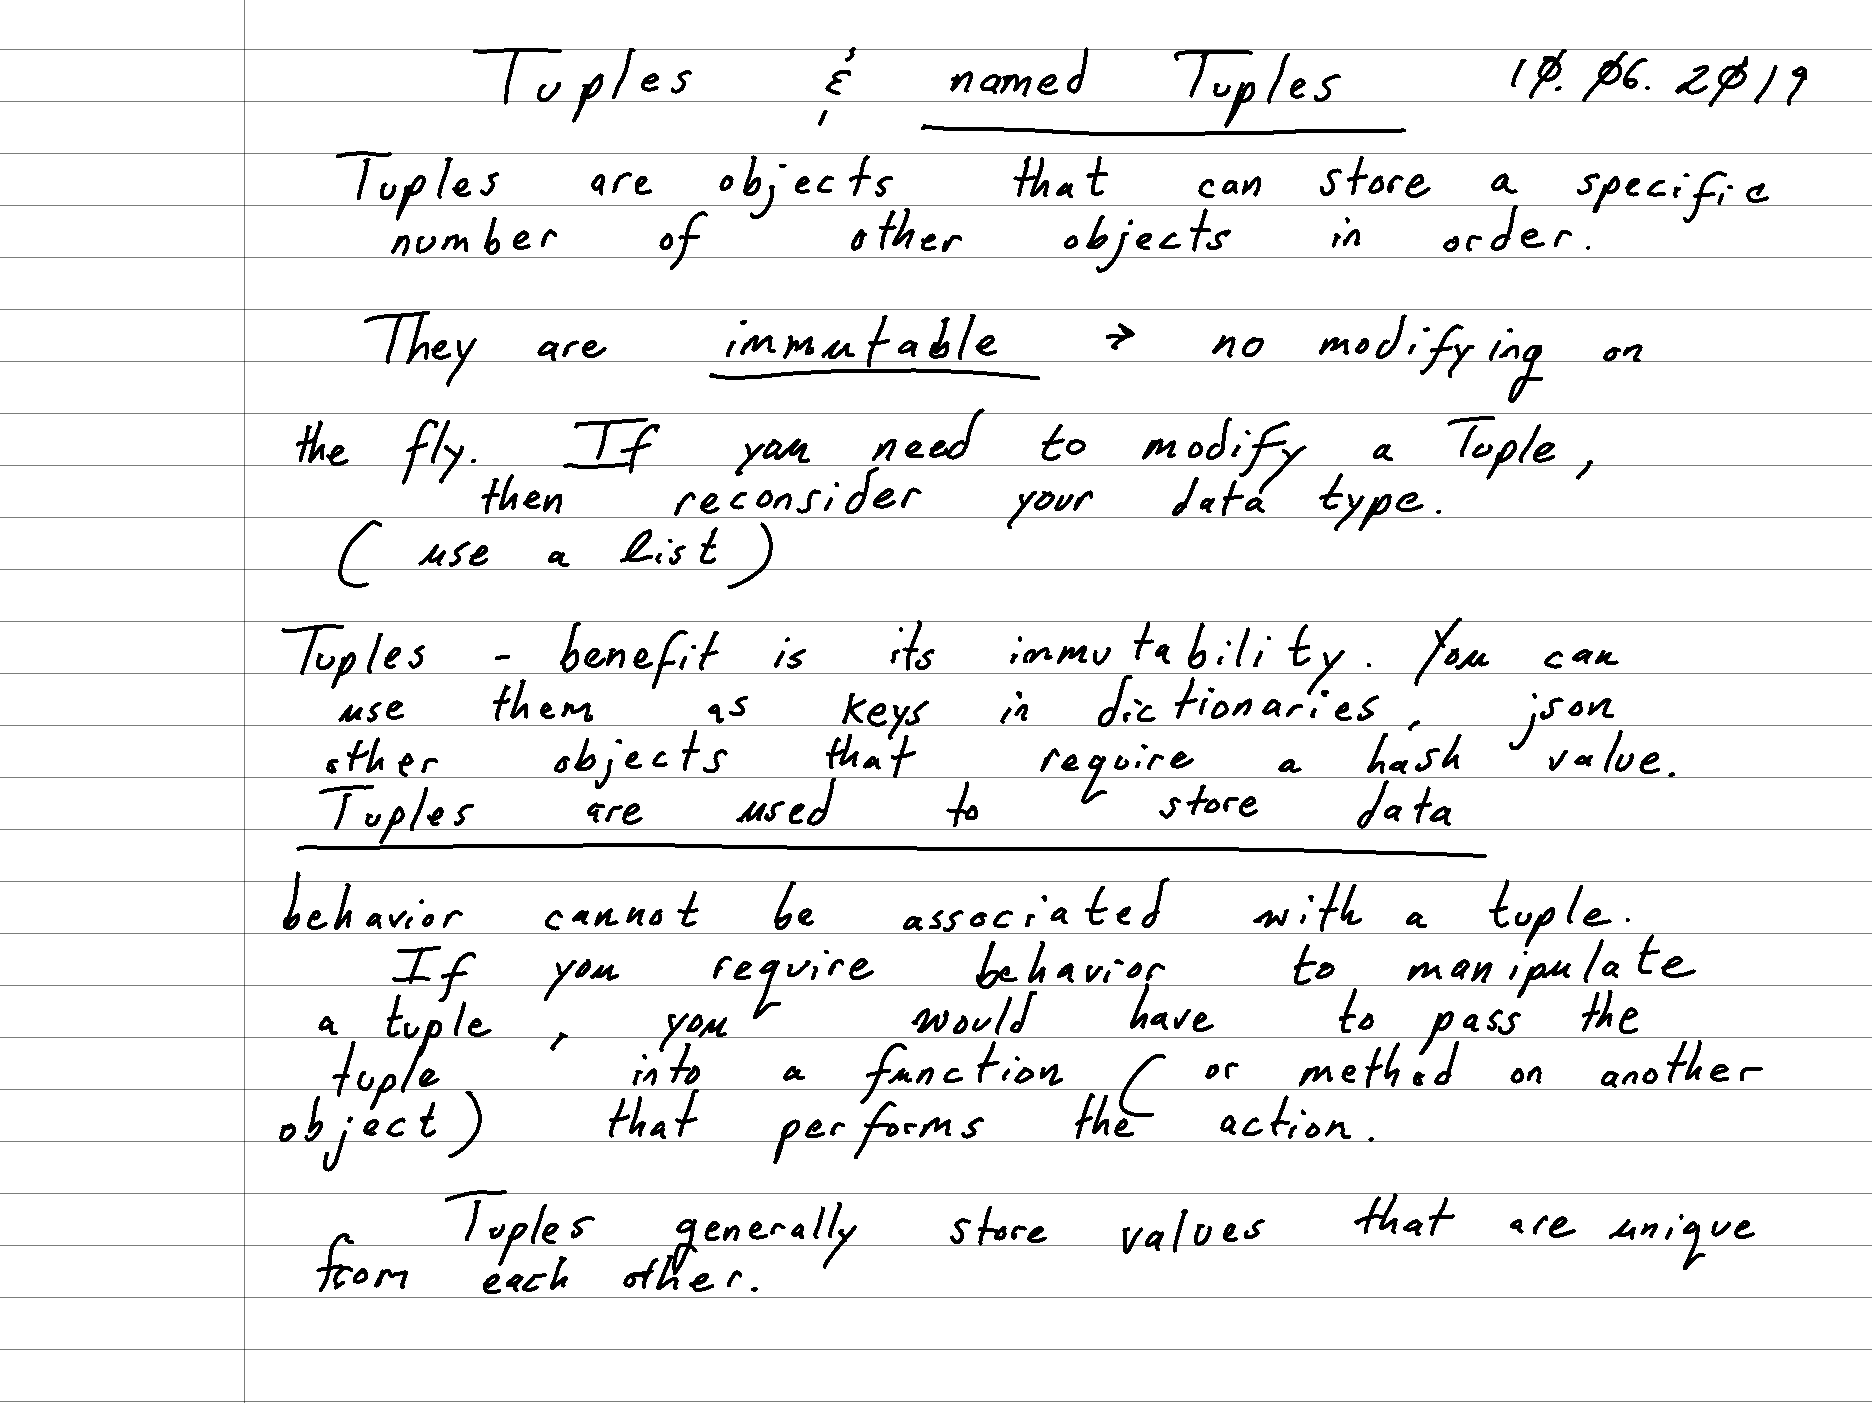 Tuples & named Tuples 10.06.2019
Tuples are objects that can store a specific
number of other objects in order.
They are immutable → no modifying on
the fly. If you need to modify a Tuple,
then reconsider your data type.
( use a list )
Tuples - benefit is its immutability. You can
use them as keys in dictionaries, json
other objects that require a hash value.
Tuples are used to store data
behavior cannot be associated with a tuple.
If you require behavior to manipulate
a tuple, you would have to pass the
tuple into a function ( or method on another
object) that performs the action.
Tuples generally store values that are unique
from each other.